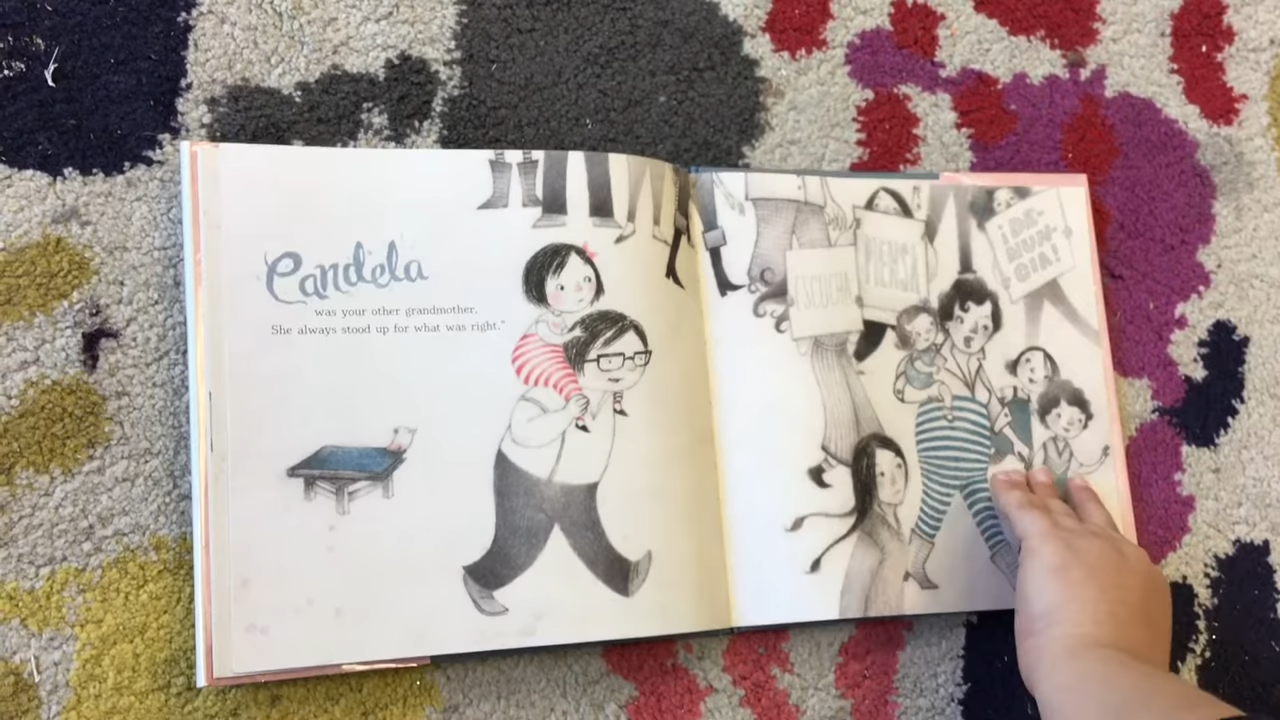 Candela
was your other grandmother.
She always stood up for what was right."
ESCUCHA
PIENSA
¡DE-
NUN-
CIA!